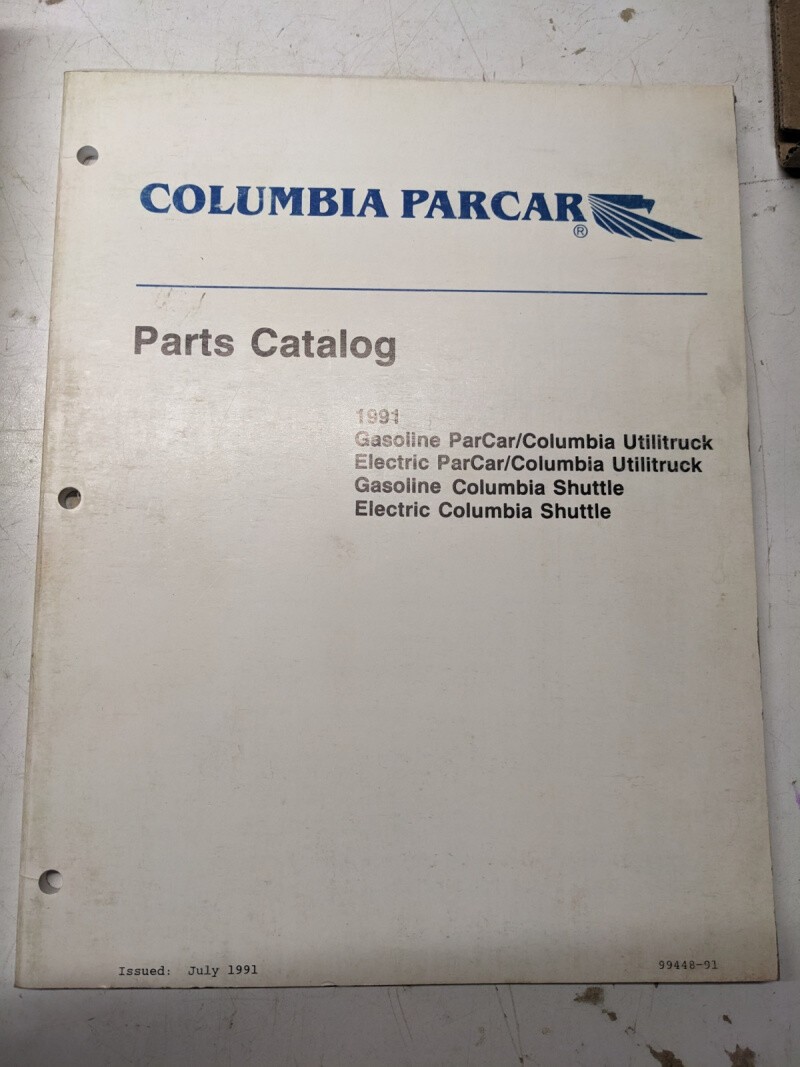 COLUMBIA PARCAR®
Parts Catalog
1991
Gasoline ParCar/Columbia Utilitruck
Electric ParCar/Columbia Utilitruck
Gasoline Columbia Shuttle
Electric Columbia Shuttle
Issued: July 1991
99448-91